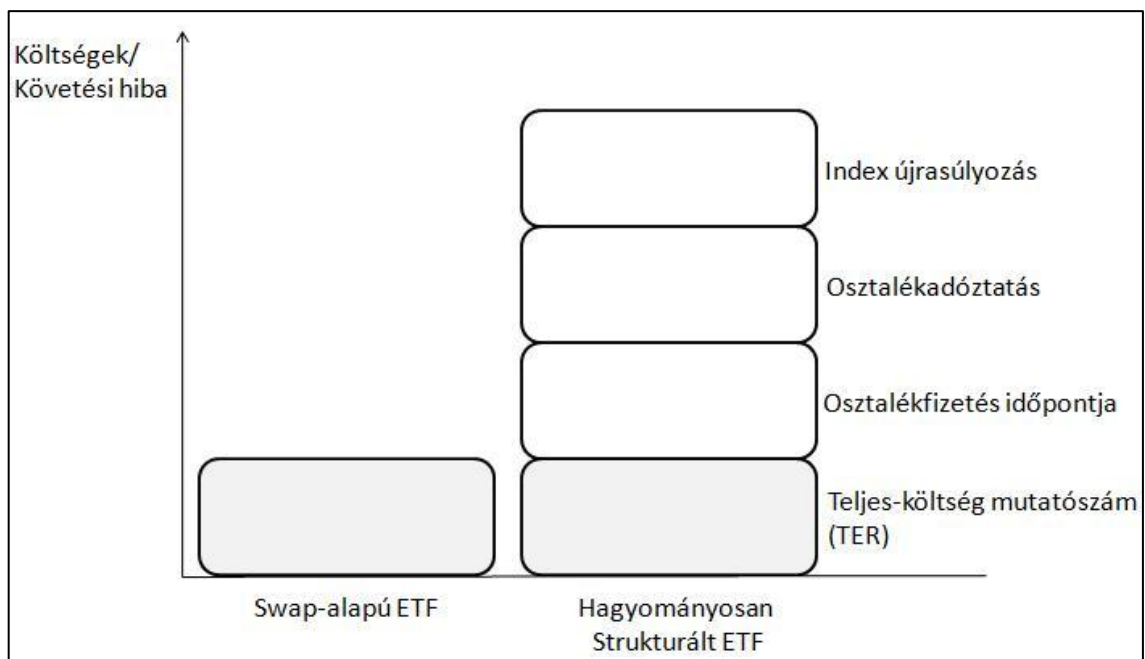 Költségek/
Követési hiba
Index újrasúlyozás
Osztalékadóztatás
Osztalékfizetés időpontja
Teljes-költség mutatószám
(TER)
Swap-alapú ETF
Hagyományosan
Strukturált ETF